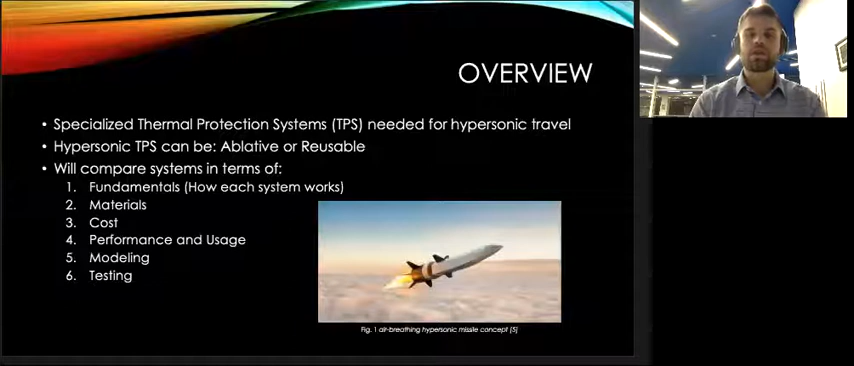 OVERVIEW
• Specialized Thermal Protection Systems (TPS) needed for hypersonic travel
• Hypersonic TPS can be: Ablative or Reusable
• Will compare systems in terms of:
1. Fundamentals (How each system works)
2. Materials
3. Cost
4. Performance and Usage
5. Modeling
6. Testing
Fig. 1 air-breathing hypersonic missile concept [5]